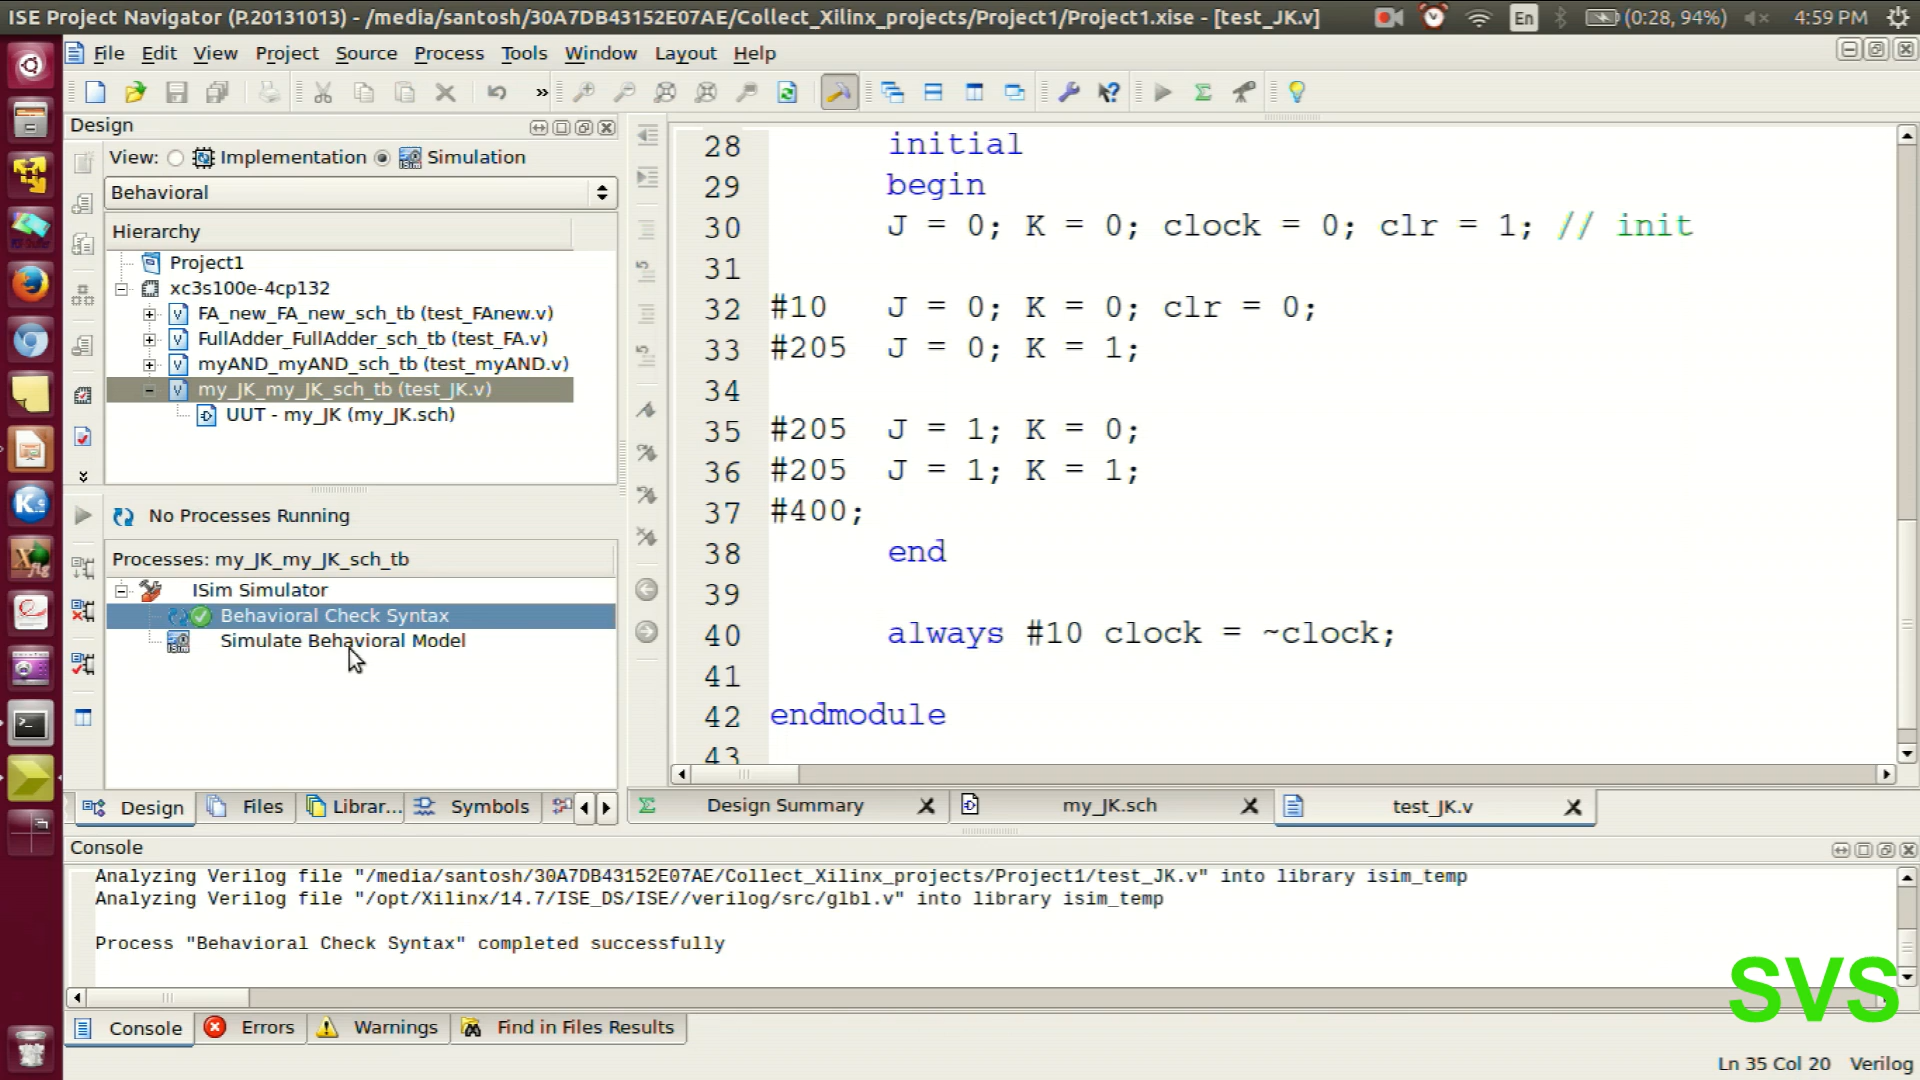 ISE Project Navigator (P.20131013) - /media/santosh/30A7DB43152E07AE/Collect_Xilinx_projects/Project1/Project1.xise - [test_JK.v]
En
(0:28, 94%)
4:59 PM
File Edit View Project Source Process Tools Window Layout Help
»
Design
View: Implementation Simulation
Behavioral
Hierarchy
Project1
xc3s100e-4cp132
FA_new_FA_new_sch_tb (test_FAnew.v)
FullAdder_FullAdder_sch_tb (test_FA.v)
myAND_myAND_sch_tb (test_myAND.v)
my_JK_my_JK_sch_tb (test_JK.v)
UUT - my_JK (my_JK.sch)
No Processes Running
Processes: my_JK_my_JK_sch_tb
ISim Simulator
Behavioral Check Syntax
Simulate Behavioral Model
Design Files Librar... Symbols
28 initial
29 begin
30 J = 0; K = 0; clock = 0; clr = 1; // init
31
32 #10 J = 0; K = 0; clr = 0;
33 #205 J = 0; K = 1;
34
35 #205 J = 1; K = 0;
36 #205 J = 1; K = 1;
37 #400;
38 end
39
40 always #10 clock = ~clock;
41
42 endmodule
43
Design Summary my_JK.sch test_JK.v
Console
Analyzing Verilog file "/media/santosh/30A7DB43152E07AE/Collect_Xilinx_projects/Project1/test_JK.v" into library isim_temp
Analyzing Verilog file "/opt/Xilinx/14.7/ISE_DS/ISE//verilog/src/glbl.v" into library isim_temp
Process "Behavioral Check Syntax" completed successfully
SVS
Console Errors Warnings Find in Files Results
Ln 35 Col 20 Verilog